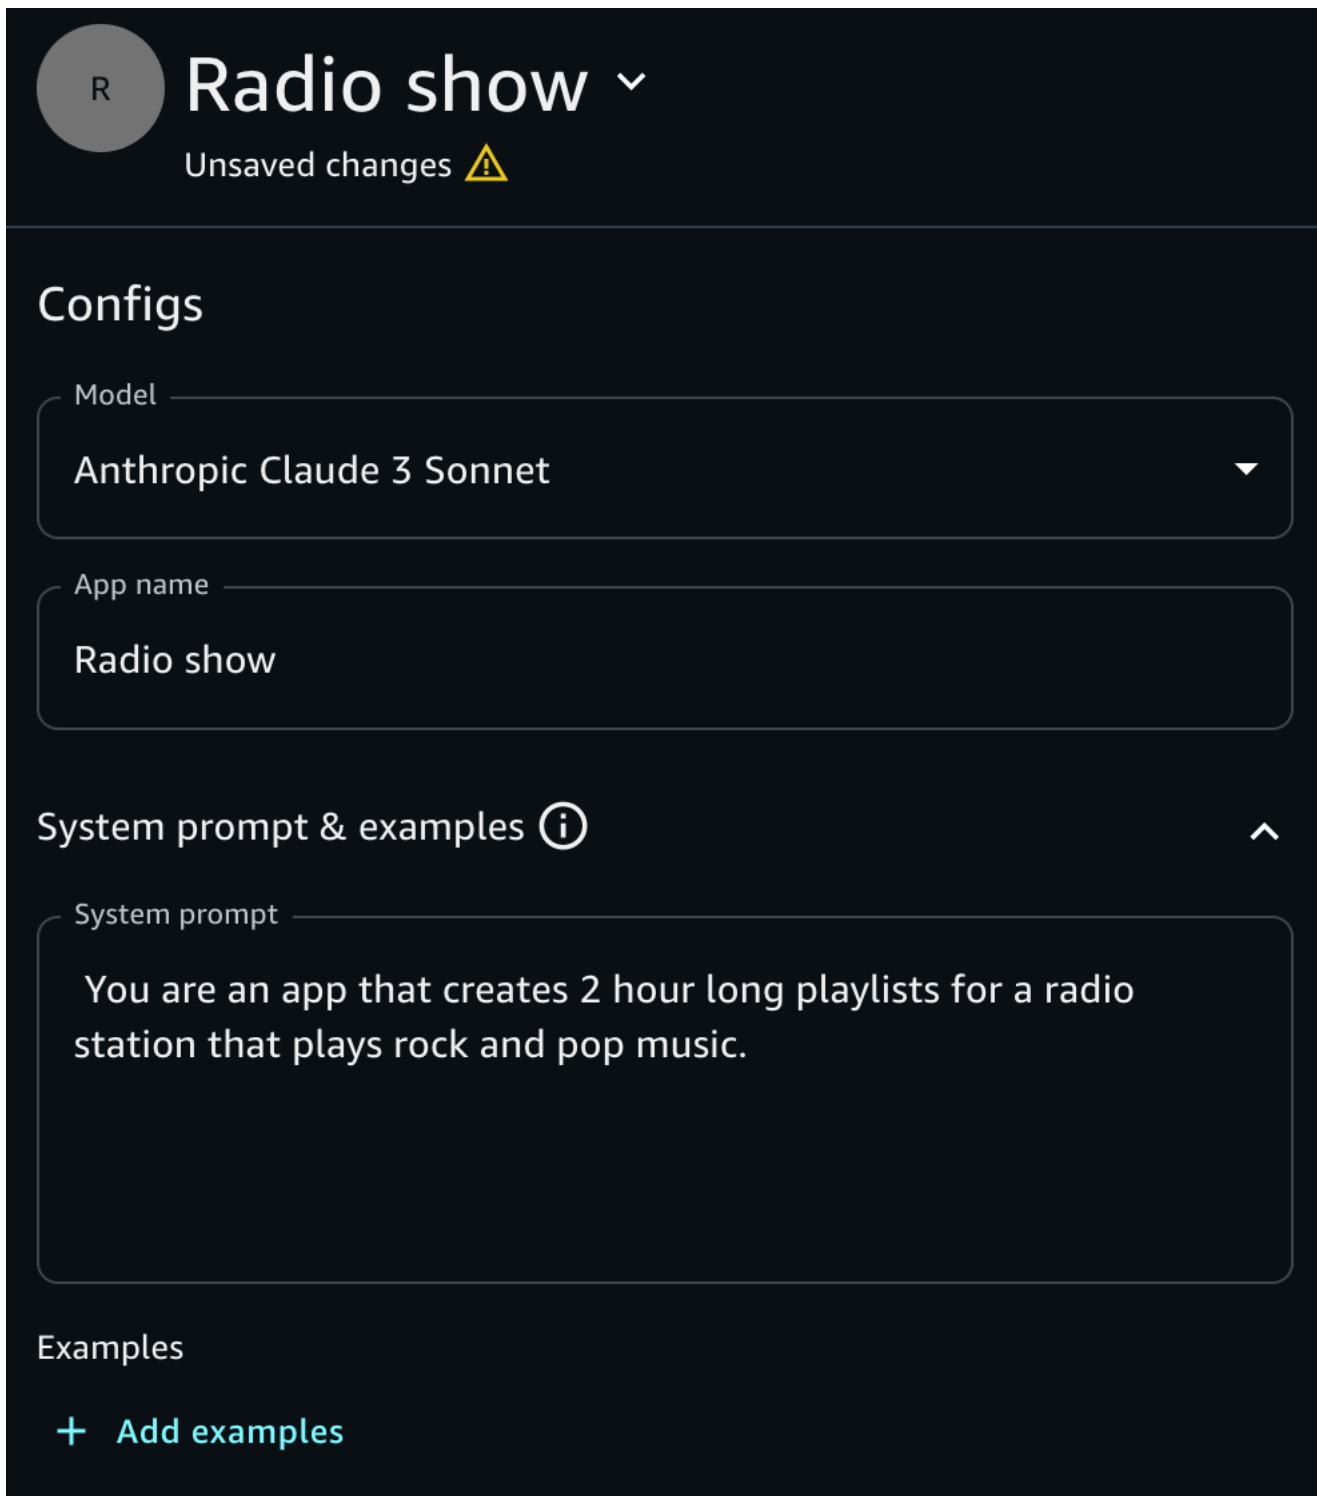 R
Radio show
Unsaved changes
Configs
Model
Anthropic Claude 3 Sonnet
App name
Radio show
System prompt & examples
System prompt
You are an app that creates 2 hour long playlists for a radio
station that plays rock and pop music.
Examples
+ Add examples